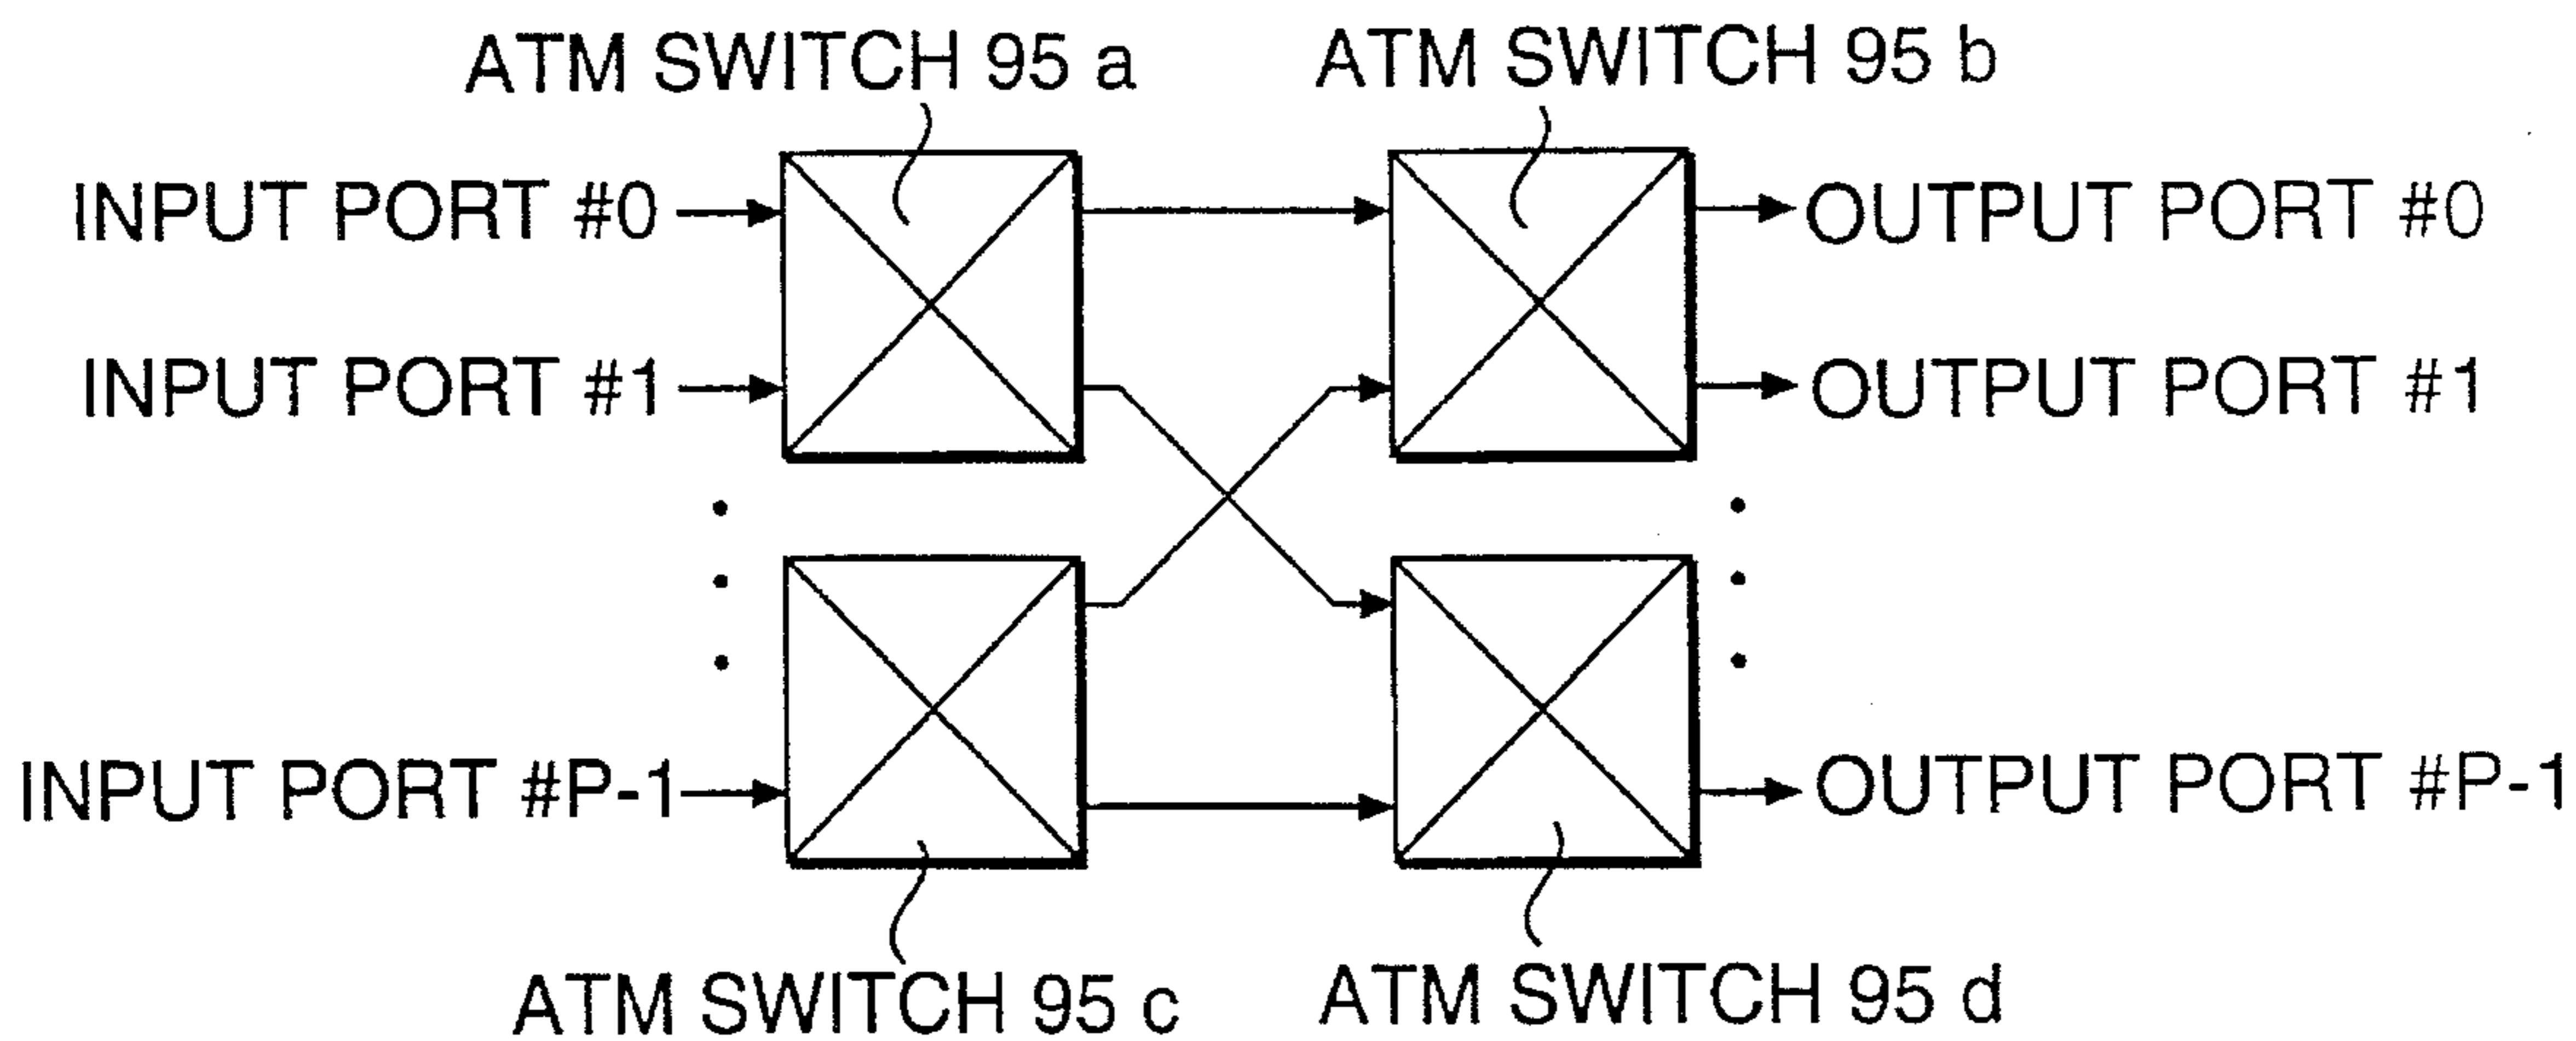 ATM SWITCH 95 a
ATM SWITCH 95 b
INPUT PORT #0
OUTPUT PORT #0
INPUT PORT #1
OUTPUT PORT #1
INPUT PORT #P-1
OUTPUT PORT #P-1
ATM SWITCH 95 c
ATM SWITCH 95 d